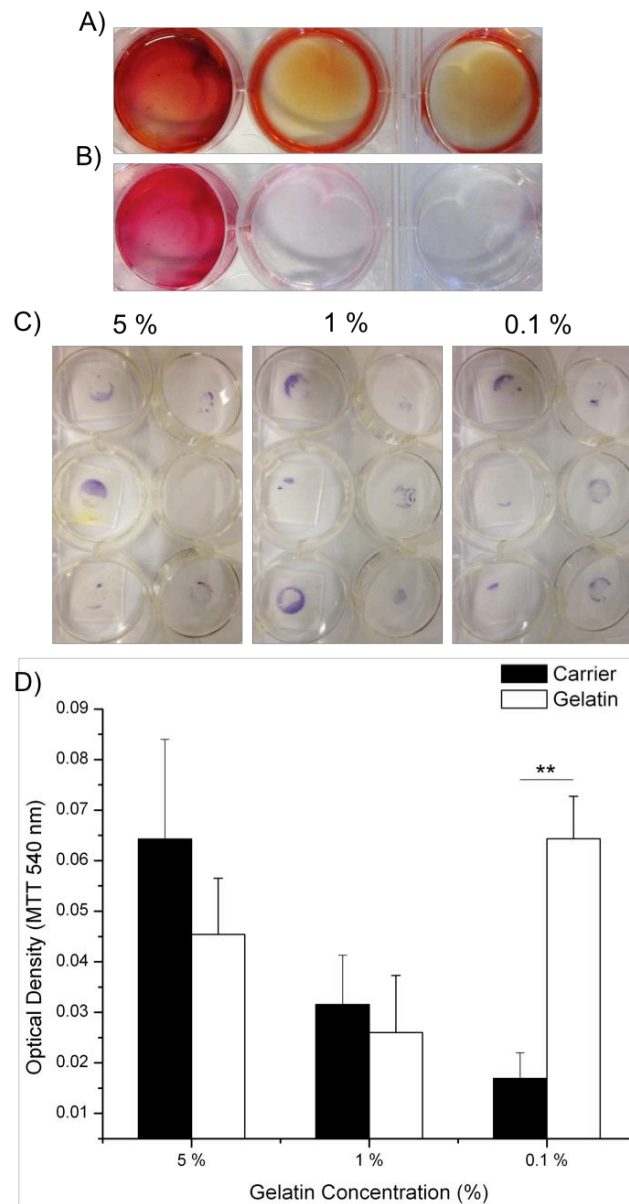 A)
B)
C)
5 % 1 % 0.1 %
D)
Carrier
Gelatin
0.09
0.08
0.07
0.06
0.05
0.04
0.03
0.02
0.01
**
Optical Density (MTT 540 nm)
5 % 1 % 0.1 %
Gelatin Concentration (%)